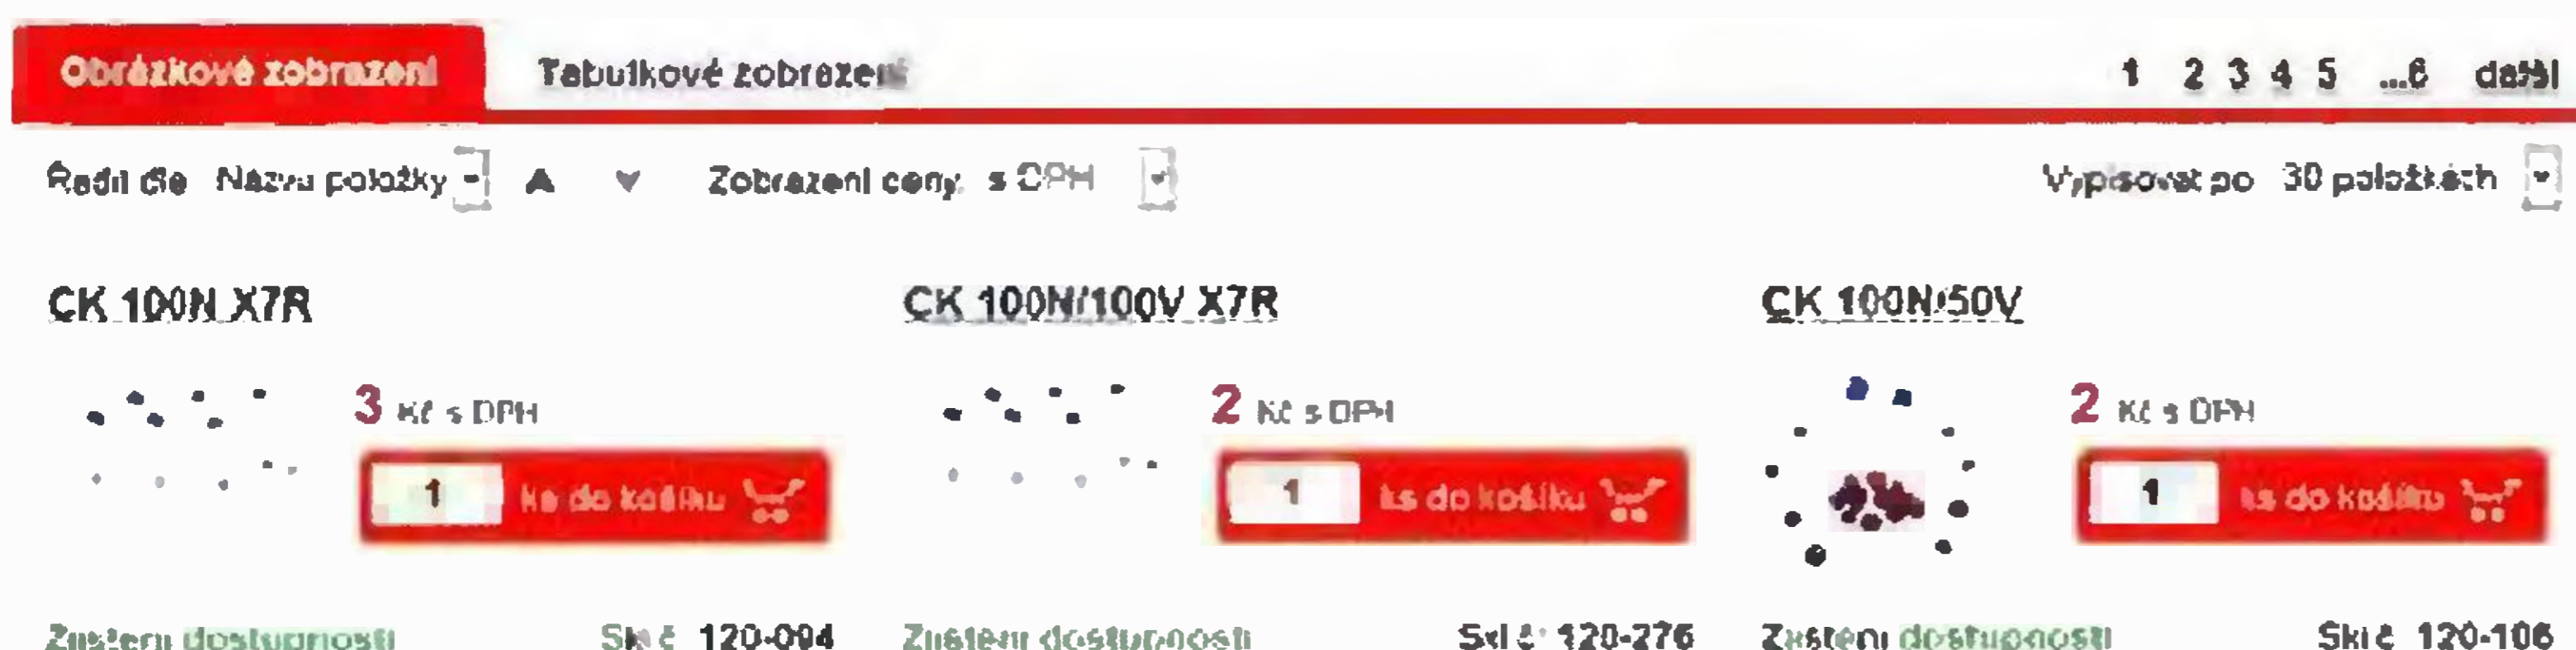 Obrázkové zobrazení Tabulkové zobrazení 1 2 3 4 5 ...6 další
Řadit dle Názvu položky Zobrazení ceny s DPH Vypisovat po 30 položkách
CK 100N X7R CK 100N/100V X7R CK 100N/50V
3 Kč s DPH 2 Kč s DPH 2 Kč s DPH
1 ks do košíku 1 ks do košíku 1 ks do košíku
Zjištění dostupnosti Skl č 120-094 Zjištění dostupnosti Skl č 120-276 Zjištění dostupnosti Skl č 120-106